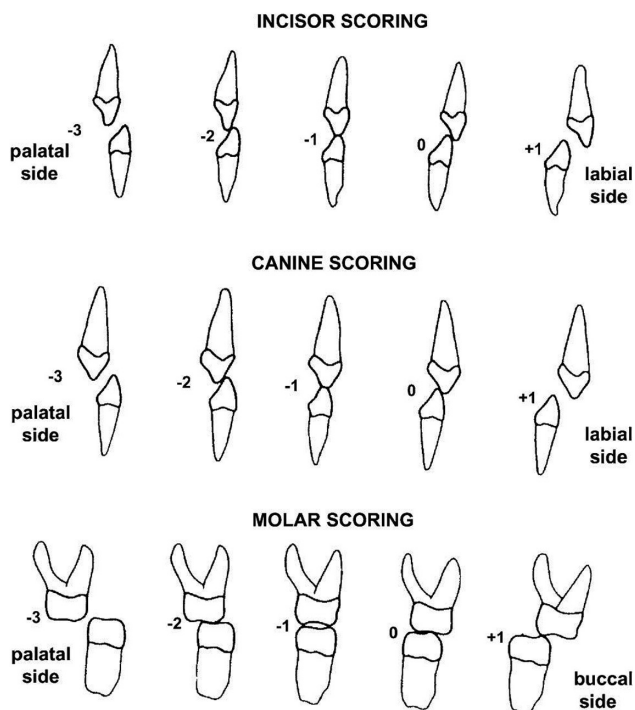 INCISOR SCORING
-3
-2
-1
0
+1
palatal
side
labial
side
CANINE SCORING
-3
-2
-1
0
+1
palatal
side
labial
side
MOLAR SCORING
-3
-2
-1
0
+1
palatal
side
buccal
side